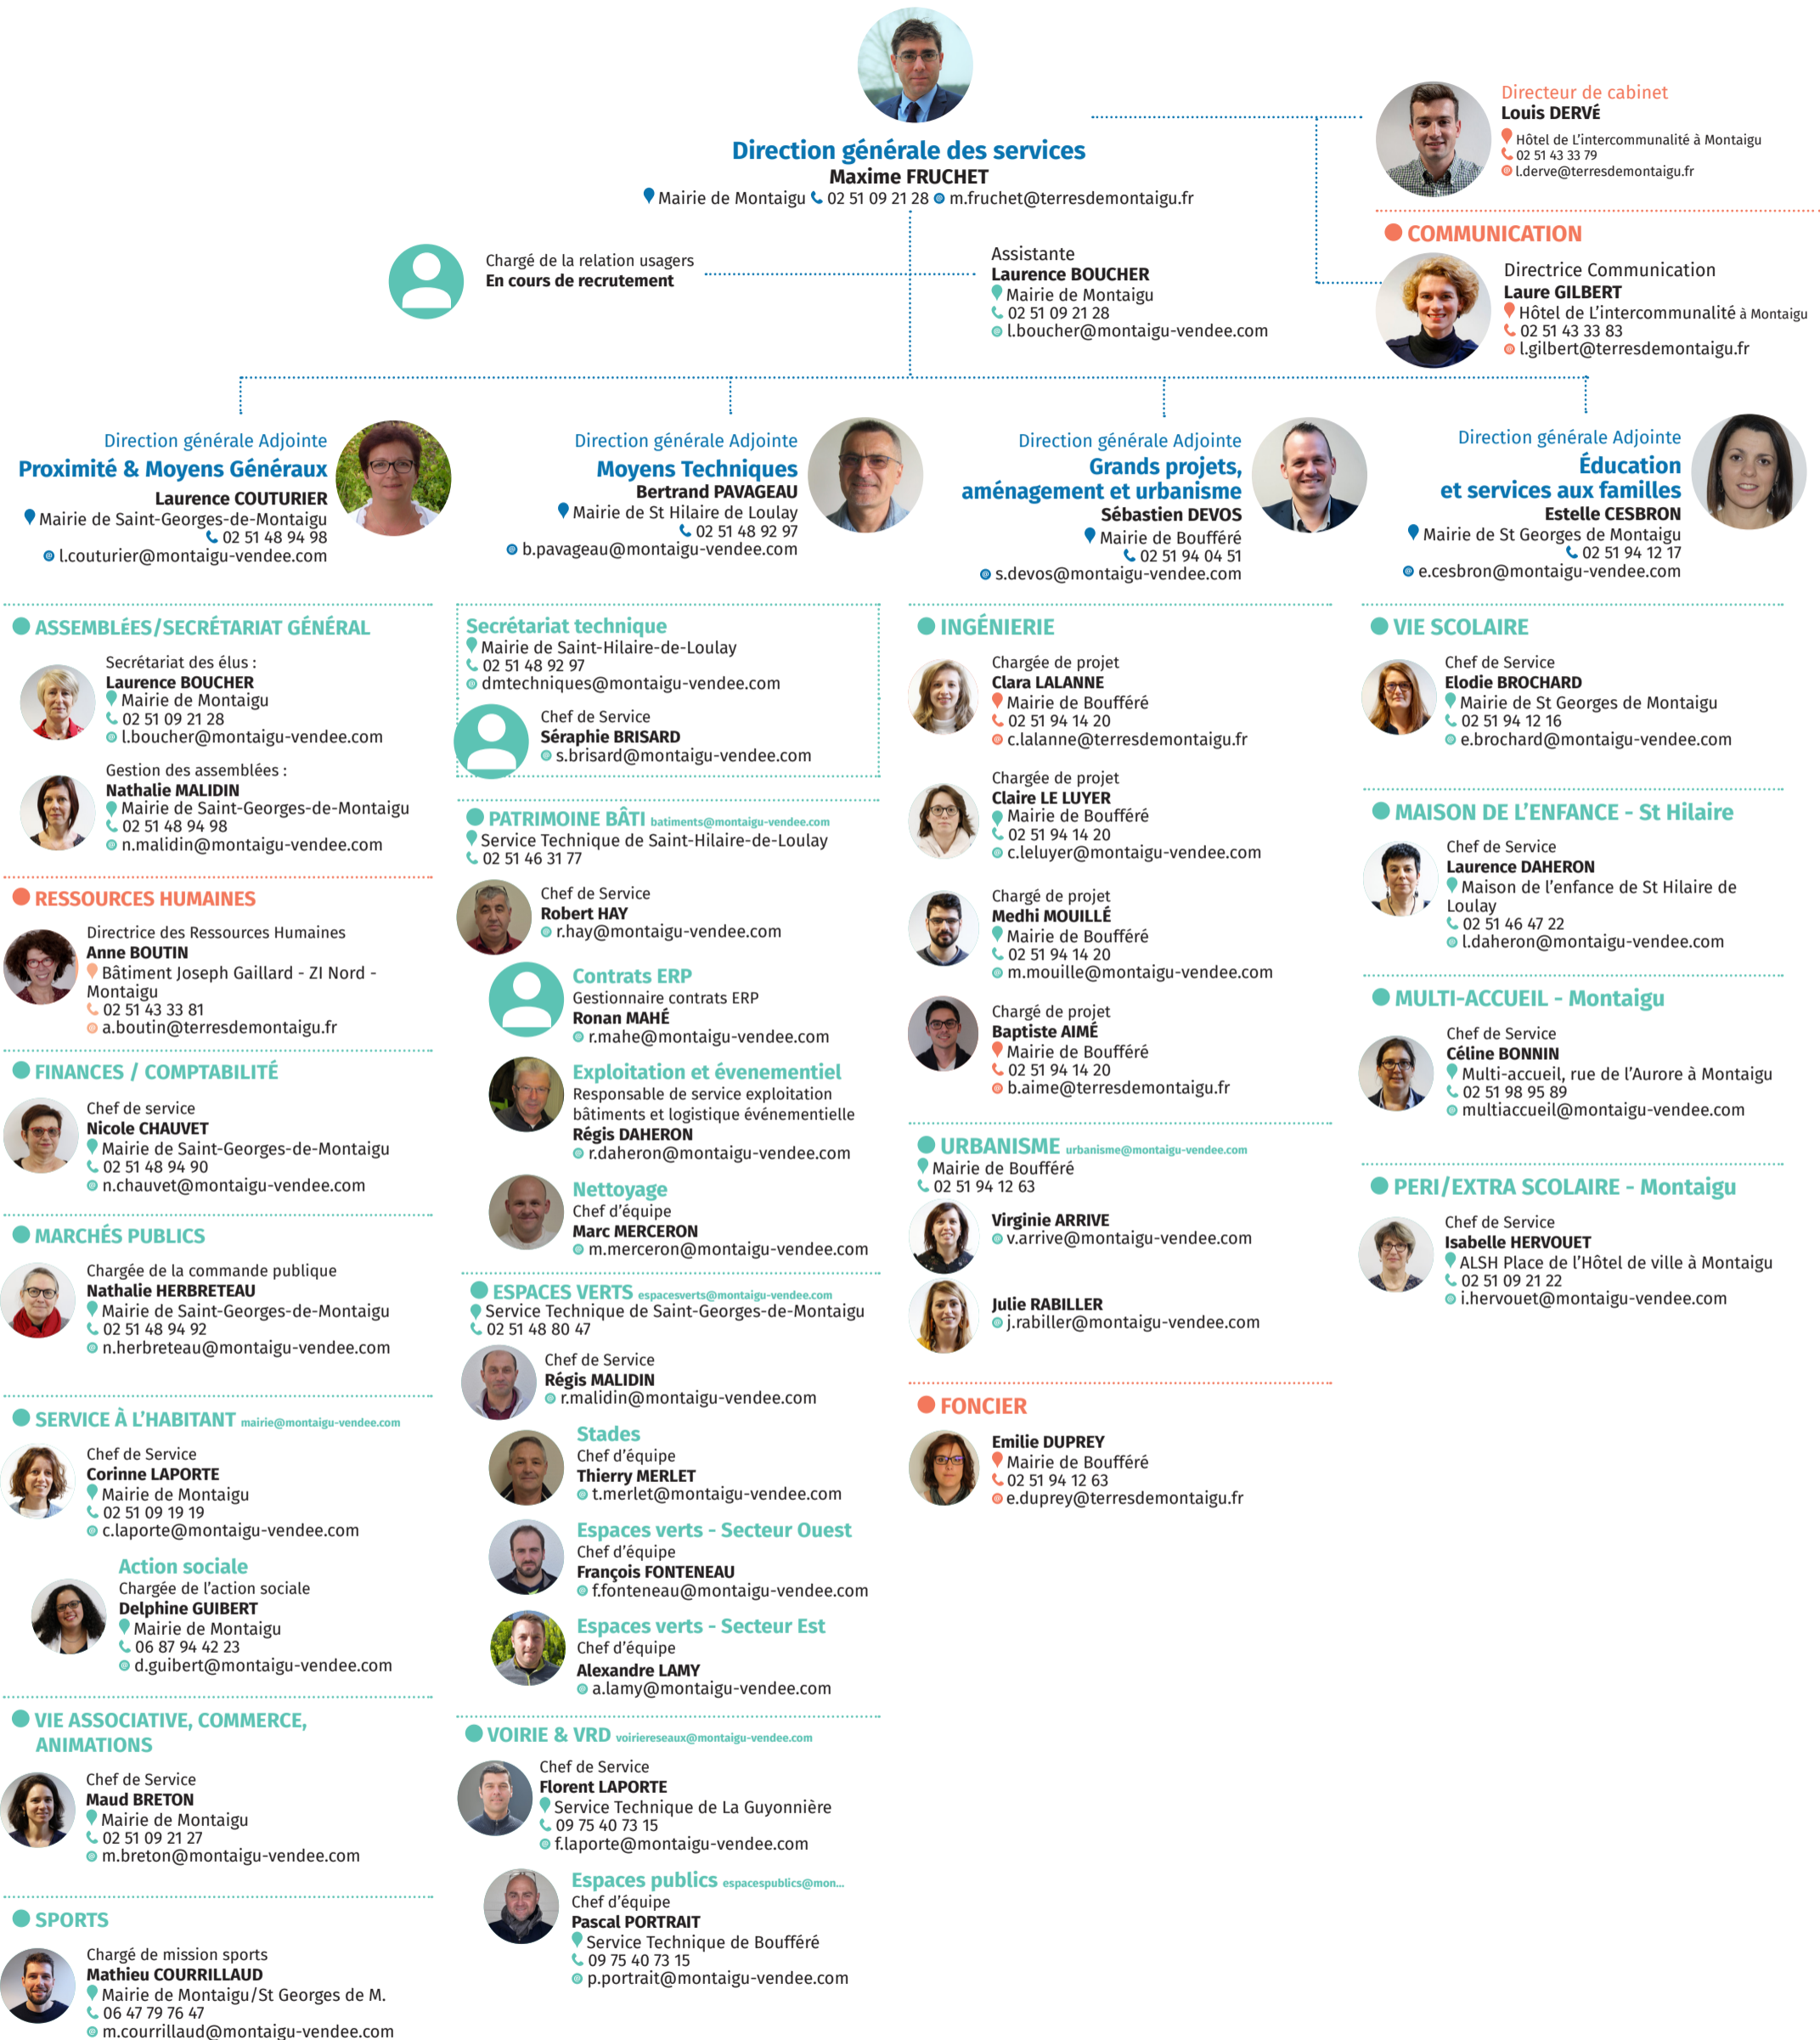 Direction générale des services
Maxime FRUCHET
Mairie de Montaigu 02 51 09 21 28 m.fruchet@terresdemontaigu.fr
Directeur de cabinet
Louis DERVé
Hôtel de L'intercommunalité à Montaigu
02 51 43 33 79
l.derve@terresdemontaigu.fr
COMMUNICATION
Directrice Communication
Laure GILBERT
Hôtel de L'intercommunalité à Montaigu
02 51 43 33 83
l.gilbert@terresdemontaigu.fr
Chargé de la relation usagers
En cours de recrutement
Assistante
Laurence BOUCHER
Mairie de Montaigu
02 51 09 21 28
l.boucher@montaigu-vendee.com
Direction générale Adjointe
Proximité & Moyens Généraux
Laurence COUTURIER
Mairie de Saint-Georges-de-Montaigu
02 51 48 94 98
l.couturier@montaigu-vendee.com
Direction générale Adjointe
Moyens Techniques
Bertrand PAVAGEAU
Mairie de St Hilaire de Loulay
02 51 48 92 97
b.pavageau@montaigu-vendee.com
Direction générale Adjointe
Grands projets,
aménagement et urbanisme
Sébastien DEVOS
Mairie de Boufféré
02 51 94 04 51
s.devos@montaigu-vendee.com
Direction générale Adjointe
Éducation
et services aux familles
Estelle CESBRON
Mairie de St Georges de Montaigu
02 51 94 12 17
e.cesbron@montaigu-vendee.com
ASSEMBLéES/SECRÉTARIAT GÉNÉRAL
Secrétariat des élus :
Laurence BOUCHER
Mairie de Montaigu
02 51 09 21 28
l.boucher@montaigu-vendee.com
Gestion des assemblées :
Nathalie MALIDIN
Mairie de Saint-Georges-de-Montaigu
02 51 48 94 98
n.malidin@montaigu-vendee.com
RESSOURCES HUMAINES
Directrice des Ressources Humaines
Anne BOUTIN
Bâtiment Joseph Gaillard - ZI Nord -
Montaigu
02 51 43 33 81
a.boutin@terresdemontaigu.fr
FINANCES / COMPTABILITÉ
Chef de service
Nicole CHAUVET
Mairie de Saint-Georges-de-Montaigu
02 51 48 94 90
n.chauvet@montaigu-vendee.com
MARCHÉS PUBLICS
Chargée de la commande publique
Nathalie HERBRETEAU
Mairie de Saint-Georges-de-Montaigu
02 51 48 94 92
n.herbreteau@montaigu-vendee.com
SERVICE À L'HABITANT mairie@montaigu-vendee.com
Chef de Service
Corinne LAPORTE
Mairie de Montaigu
02 51 09 19 19
c.laporte@montaigu-vendee.com
Action sociale
Chargée de l'action sociale
Delphine GUIBERT
Mairie de Montaigu
06 87 94 42 23
d.guibert@montaigu-vendee.com
VIE ASSOCIATIVE, COMMERCE,
ANIMATIONS
Chef de Service
Maud BRETON
Mairie de Montaigu
02 51 09 21 27
m.breton@montaigu-vendee.com
SPORTS
Chargé de mission sports
Mathieu COURRILLAUD
Mairie de Montaigu/St Georges de M.
06 47 79 76 47
m.courrillaud@montaigu-vendee.com
Secrétariat technique
Mairie de Saint-Hilaire-de-Loulay
02 51 48 92 97
dmtechniques@montaigu-vendee.com
Chef de Service
Séraphie BRISARD
s.brisard@montaigu-vendee.com
PATRIMOINE BÂTI batiments@montaigu-vendee.com
Service Technique de Saint-Hilaire-de-Loulay
02 51 46 31 77
Chef de Service
Robert HAY
r.hay@montaigu-vendee.com
Contrats ERP
Gestionnaire contrats ERP
Ronan MAHÉ
r.mahe@montaigu-vendee.com
Exploitation et évenementiel
Responsable de service exploitation
bâtiments et logistique événementielle
Régis DAHERON
r.daheron@montaigu-vendee.com
Nettoyage
Chef d'équipe
Marc MERCERON
m.merceron@montaigu-vendee.com
ESPACES VERTS espacesverts@montaigu-vendee.com
Service Technique de Saint-Georges-de-Montaigu
02 51 48 80 47
Chef de Service
Régis MALIDIN
r.malidin@montaigu-vendee.com
Stades
Chef d'équipe
Thierry MERLET
t.merlet@montaigu-vendee.com
Espaces verts - Secteur Ouest
Chef d'équipe
François FONTENEAU
f.fonteneau@montaigu-vendee.com
Espaces verts - Secteur Est
Chef d'équipe
Alexandre LAMY
a.lamy@montaigu-vendee.com
VOIRIE & VRD voiriereseaux@montaigu-vendee.com
Chef de Service
Florent LAPORTE
Service Technique de La Guyonnière
09 75 40 73 15
f.laporte@montaigu-vendee.com
Espaces publics espacespublics@mon...
Chef d'équipe
Pascal PORTRAIT
Service Technique de Boufféré
09 75 40 73 15
p.portrait@montaigu-vendee.com
INGÉNIERIE
Chargée de projet
Clara LALANNE
Mairie de Boufféré
02 51 94 14 20
c.lalanne@terresdemontaigu.fr
Chargée de projet
Claire LE LUYER
Mairie de Boufféré
02 51 94 14 20
c.leluyer@montaigu-vendee.com
Chargé de projet
Medhi MOUILLÉ
Mairie de Boufféré
02 51 94 14 20
m.mouille@montaigu-vendee.com
Chargé de projet
Baptiste AIMÉ
Mairie de Boufféré
02 51 94 14 20
b.aime@terresdemontaigu.fr
URBANISME urbanisme@montaigu-vendee.com
Mairie de Boufféré
02 51 94 12 63
Virginie ARRIVE
v.arrive@montaigu-vendee.com
Julie RABILLER
j.rabiller@montaigu-vendee.com
FONCIER
Emilie DUPREY
Mairie de Boufféré
02 51 94 12 63
e.duprey@terresdemontaigu.fr
VIE SCOLAIRE
Chef de Service
Elodie BROCHARD
Mairie de St Georges de Montaigu
02 51 94 12 16
e.brochard@montaigu-vendee.com
MAISON DE L'ENFANCE - St Hilaire
Chef de Service
Laurence DAHERON
Maison de l'enfance de St Hilaire de
Loulay
02 51 46 47 22
l.daheron@montaigu-vendee.com
MULTI-ACCUEIL - Montaigu
Chef de Service
Céline BONNIN
Multi-accueil, rue de l'Aurore à Montaigu
02 51 98 95 89
multiaccueil@montaigu-vendee.com
PERI/EXTRA SCOLAIRE - Montaigu
Chef de Service
Isabelle HERVOUET
ALSH Place de l'Hôtel de ville à Montaigu
02 51 09 21 22
i.hervouet@montaigu-vendee.com